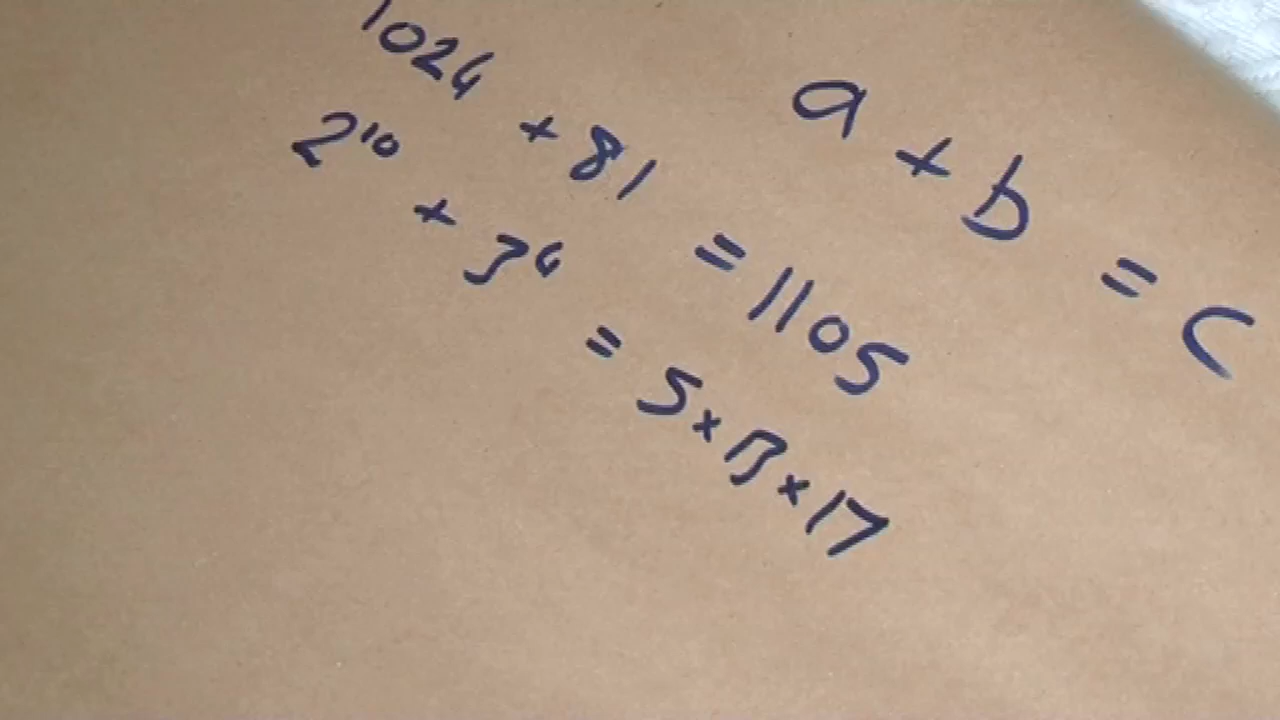 1024 + 81 = 1105
2¹⁰ + 3⁴ = 5 × 13 × 17
a + b = c